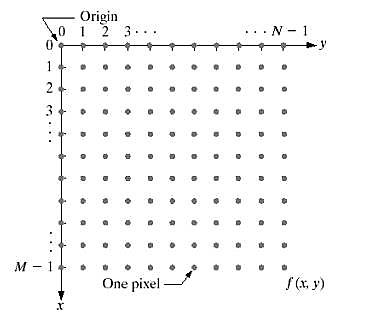 Origin
0 1 2 3 · · · · · · N − 1
0 y
1
2
3
⋮
⋮
M − 1
One pixel f(x, y)
x